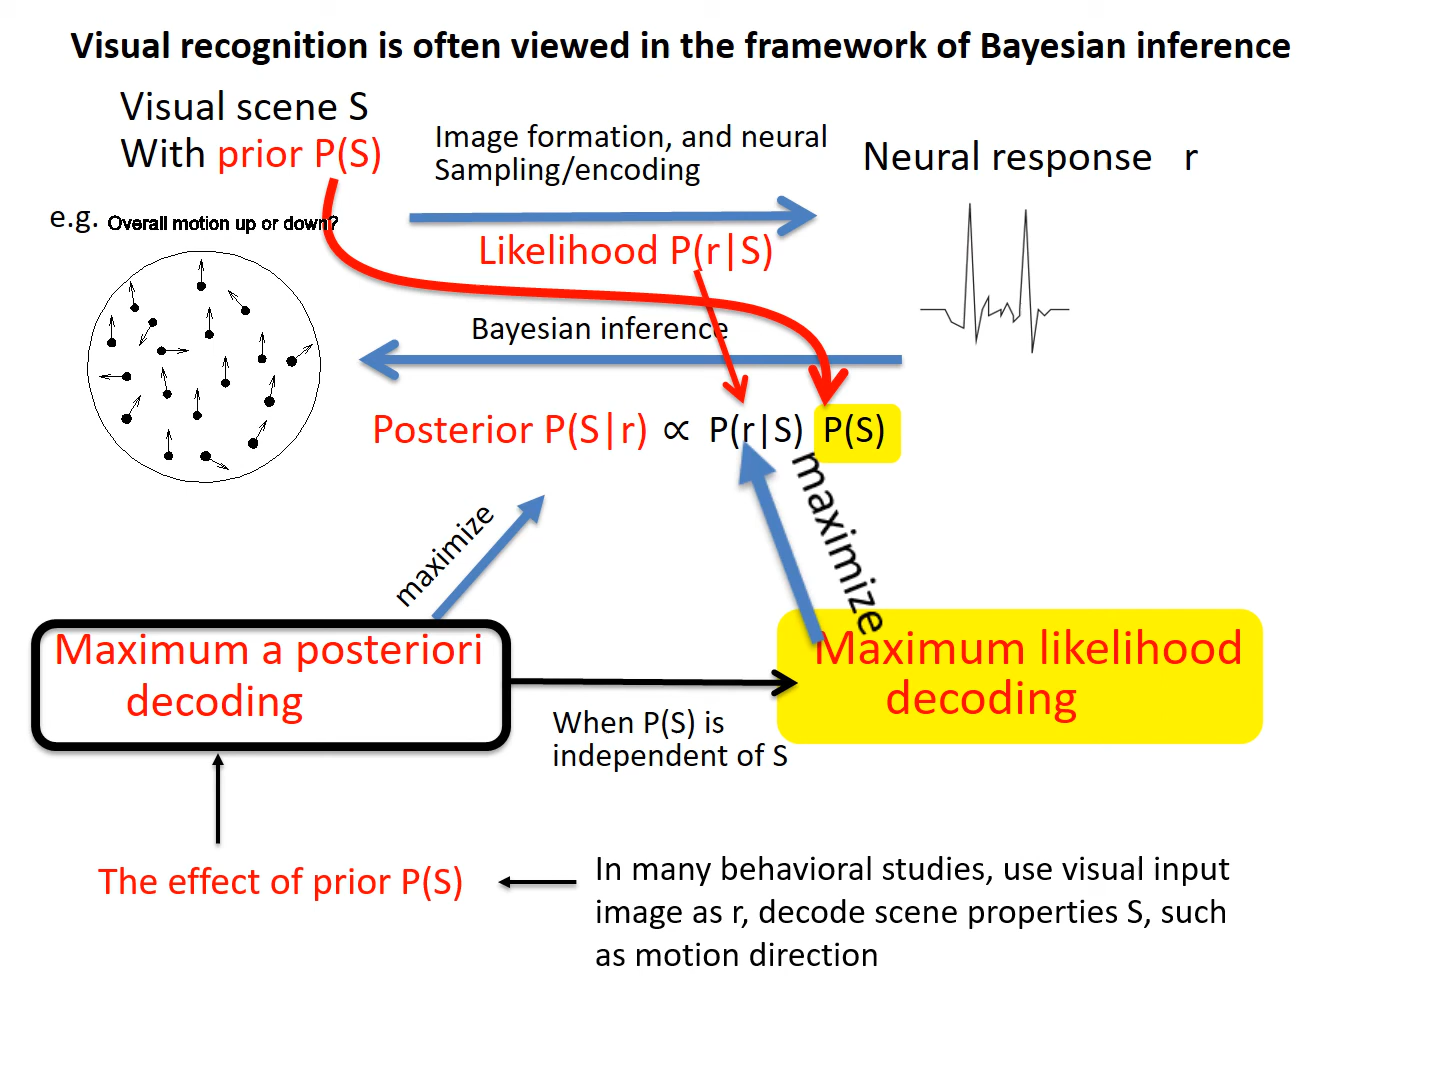 Visual recognition is often viewed in the framework of Bayesian inference
Visual scene S
With prior P(S)
Image formation, and neural
Sampling/encoding
Neural response r
e.g. Overall motion up or down?
Likelihood P(r|S)
Bayesian inference
Posterior P(S|r) ∝ P(r|S) P(S)
maximize
maximize
Maximum a posteriori
decoding
Maximum likelihood
decoding
When P(S) is
independent of S
The effect of prior P(S)
In many behavioral studies, use visual input
image as r, decode scene properties S, such
as motion direction